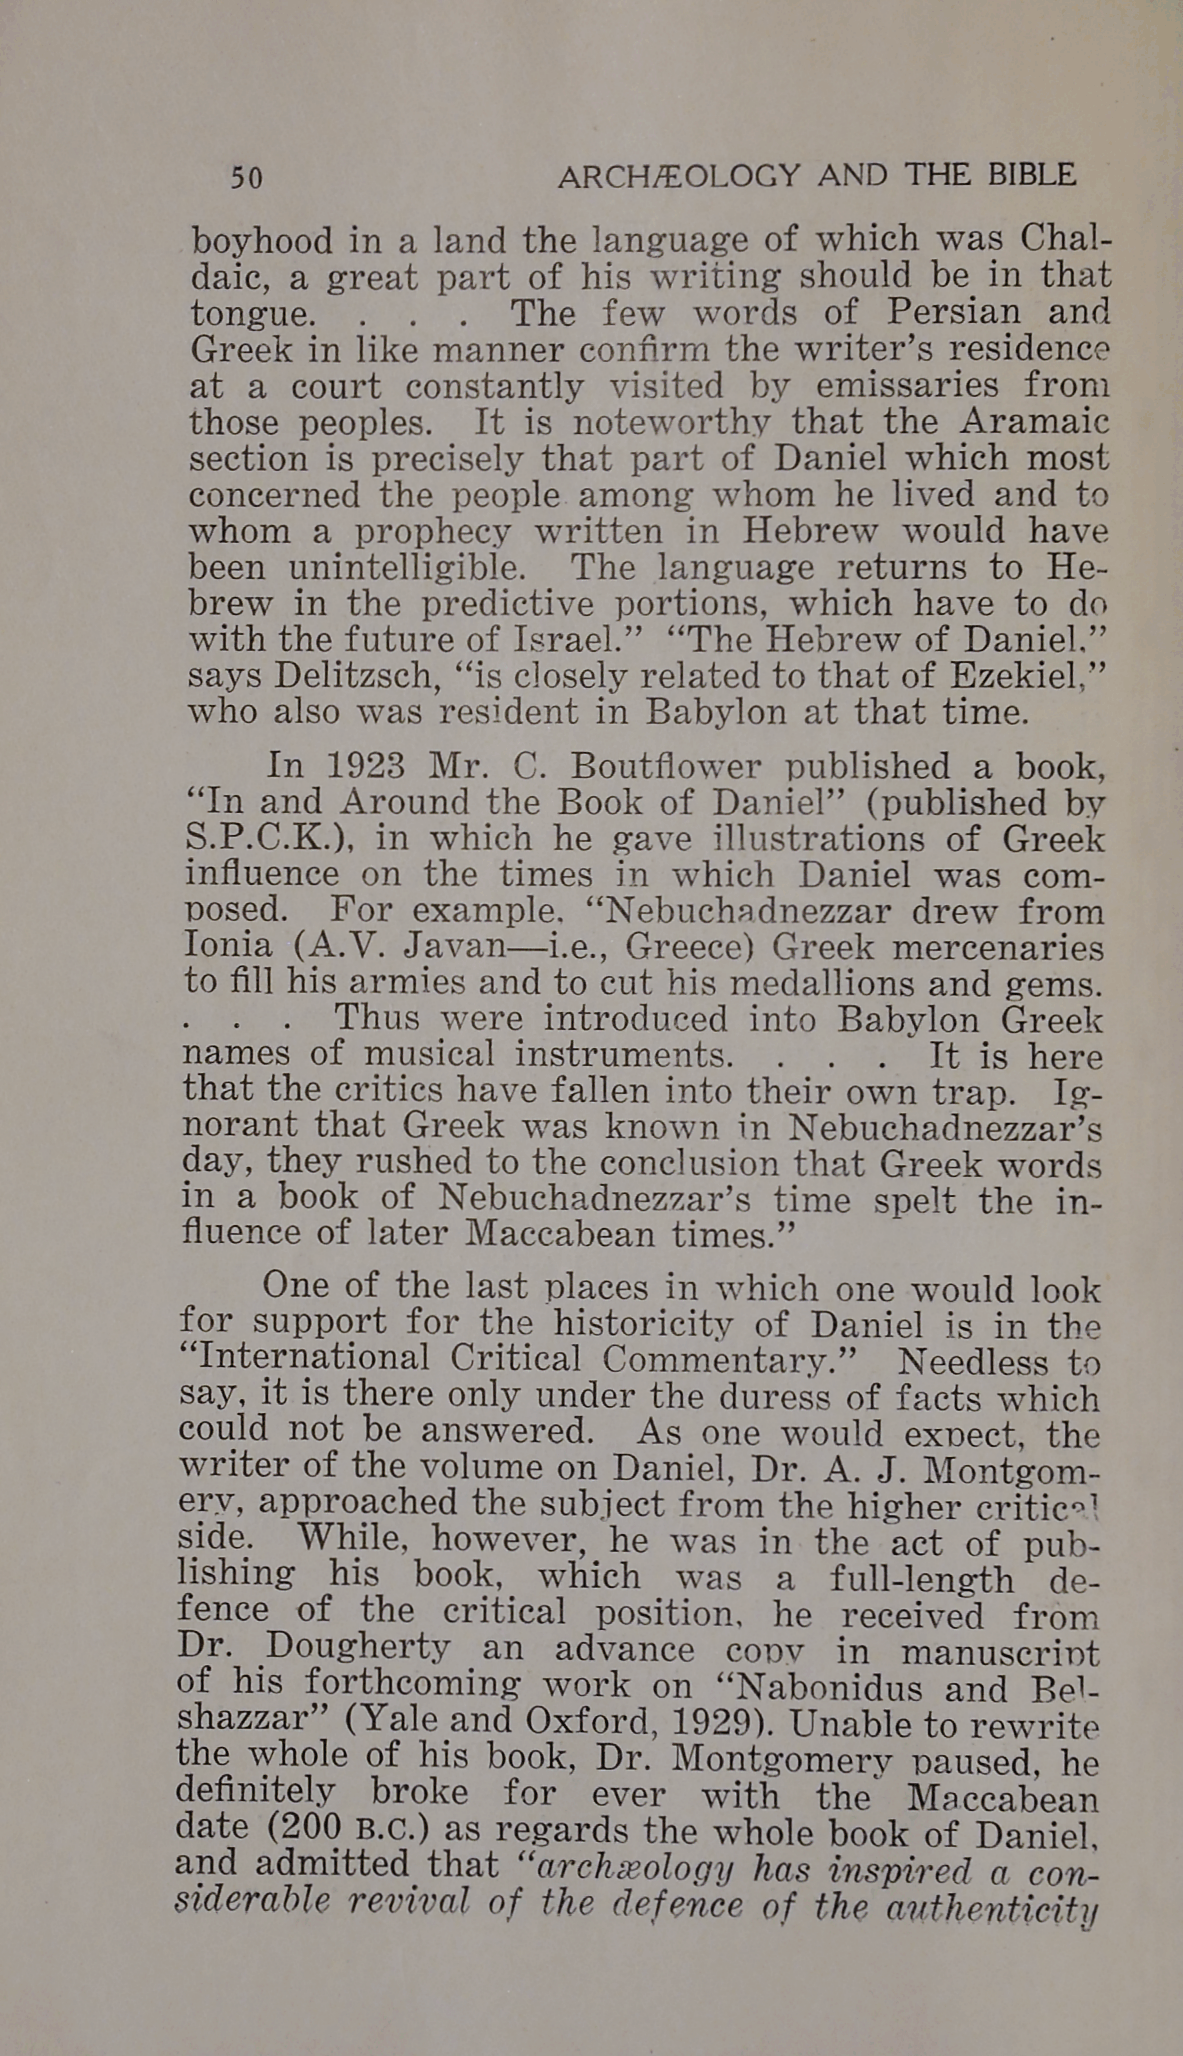 50 ARCHÆOLOGY AND THE BIBLE
boyhood in a land the language of which was Chal-
daic, a great part of his writing should be in that
tongue. . . . The few words of Persian and
Greek in like manner confirm the writer's residence
at a court constantly visited by emissaries from
those peoples. It is noteworthy that the Aramaic
section is precisely that part of Daniel which most
concerned the people among whom he lived and to
whom a prophecy written in Hebrew would have
been unintelligible. The language returns to He-
brew in the predictive portions, which have to do
with the future of Israel." "The Hebrew of Daniel,"
says Delitzsch, "is closely related to that of Ezekiel,"
who also was resident in Babylon at that time.
In 1923 Mr. C. Boutflower published a book,
"In and Around the Book of Daniel" (published by
S.P.C.K.), in which he gave illustrations of Greek
influence on the times in which Daniel was com-
posed. For example, "Nebuchadnezzar drew from
Ionia (A.V. Javan—i.e., Greece) Greek mercenaries
to fill his armies and to cut his medallions and gems.
. . . Thus were introduced into Babylon Greek
names of musical instruments. . . . It is here
that the critics have fallen into their own trap. Ig-
norant that Greek was known in Nebuchadnezzar's
day, they rushed to the conclusion that Greek words
in a book of Nebuchadnezzar's time spelt the in-
fluence of later Maccabean times."
One of the last places in which one would look
for support for the historicity of Daniel is in the
"International Critical Commentary." Needless to
say, it is there only under the duress of facts which
could not be answered. As one would expect, the
writer of the volume on Daniel, Dr. A. J. Montgom-
ery, approached the subject from the higher critical
side. While, however, he was in the act of pub-
lishing his book, which was a full-length de-
fence of the critical position, he received from
Dr. Dougherty an advance copy in manuscript
of his forthcoming work on "Nabonidus and Bel-
shazzar" (Yale and Oxford, 1929). Unable to rewrite
the whole of his book, Dr. Montgomery paused, he
definitely broke for ever with the Maccabean
date (200 B.C.) as regards the whole book of Daniel,
and admitted that "archæology has inspired a con-
siderable revival of the defence of the authenticity